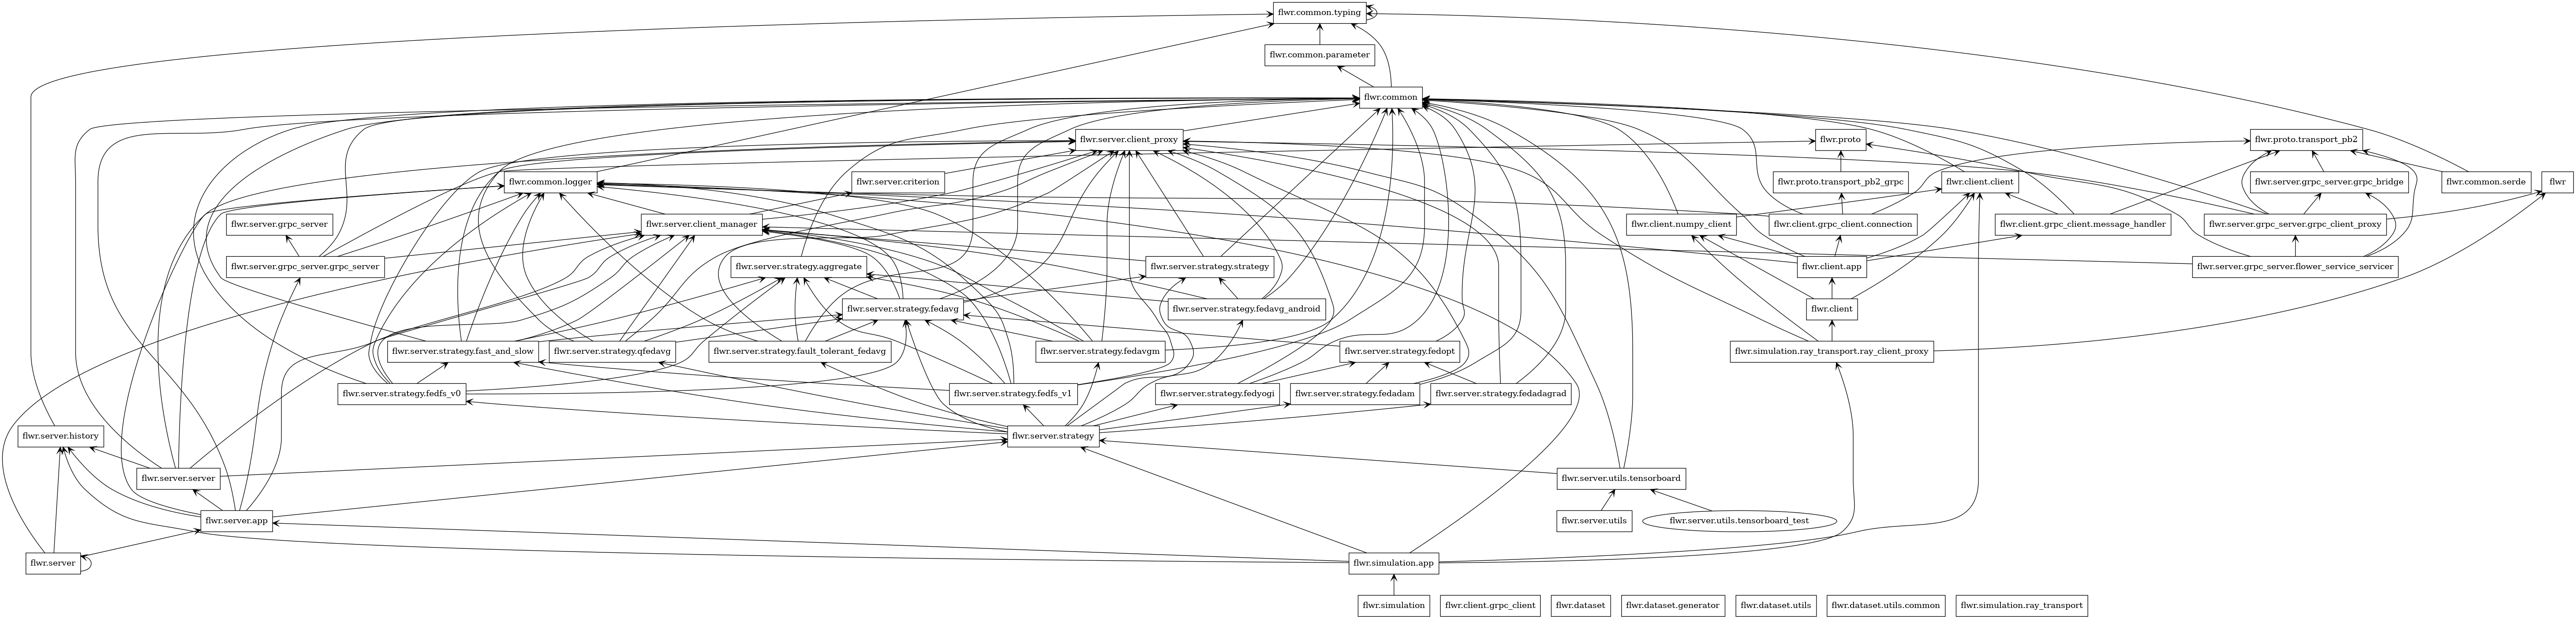 flwr.common.typing
flwr.common.parameter
flwr.common
flwr.server.client_proxy
flwr.proto
flwr.proto.transport_pb2
flwr.common.logger
flwr.server.criterion
flwr.proto.transport_pb2_grpc
flwr.client.client
flwr.server.grpc_server.grpc_bridge
flwr.common.serde
flwr
flwr.server.grpc_server
flwr.server.client_manager
flwr.client.numpy_client
flwr.client.grpc_client.connection
flwr.client.grpc_client.message_handler
flwr.server.grpc_server.grpc_client_proxy
flwr.server.grpc_server.grpc_server
flwr.server.strategy.aggregate
flwr.server.strategy.strategy
flwr.client.app
flwr.server.grpc_server.flower_service_servicer
flwr.server.strategy.fedavg
flwr.server.strategy.fedavg_android
flwr.client
flwr.server.strategy.fast_and_slow
flwr.server.strategy.qfedavg
flwr.server.strategy.fault_tolerant_fedavg
flwr.server.strategy.fedavgm
flwr.server.strategy.fedopt
flwr.simulation.ray_transport.ray_client_proxy
flwr.server.strategy.fedfs_v0
flwr.server.strategy.fedfs_v1
flwr.server.strategy.fedyogi
flwr.server.strategy.fedadam
flwr.server.strategy.fedadagrad
flwr.server.history
flwr.server.strategy
flwr.server.server
flwr.server.utils.tensorboard
flwr.server.app
flwr.server.utils
flwr.server.utils.tensorboard_test
flwr.server
flwr.simulation.app
flwr.simulation
flwr.client.grpc_client
flwr.dataset
flwr.dataset.generator
flwr.dataset.utils
flwr.dataset.utils.common
flwr.simulation.ray_transport